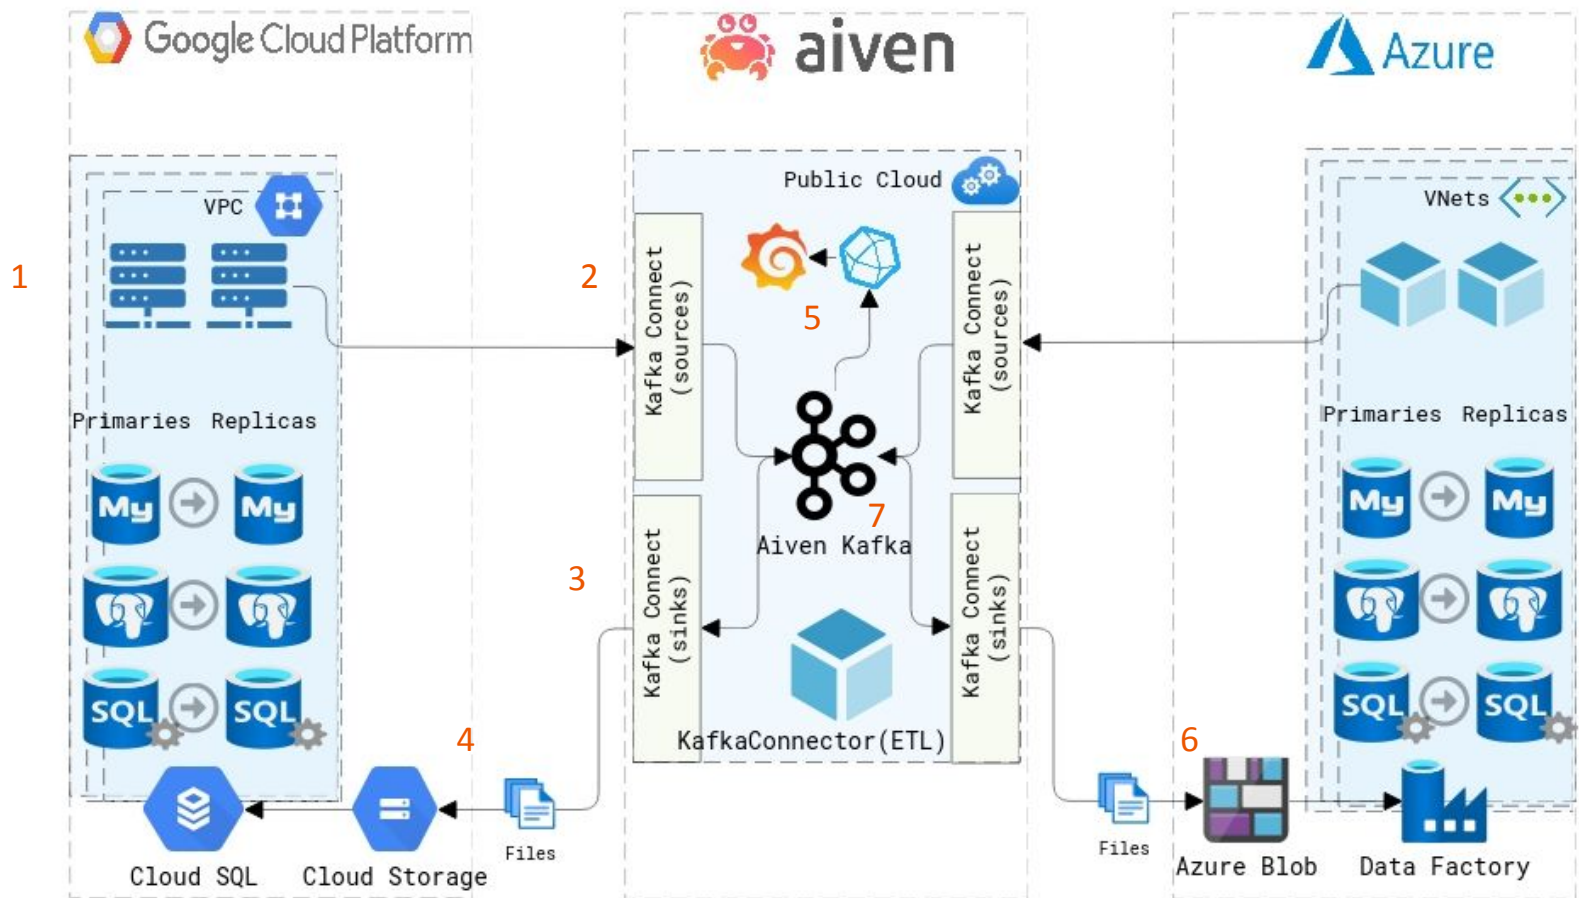 Google Cloud Platform
aiven
Azure
Public Cloud
VPC
VNets
1
2
Kafka Connect
(sources)
5
Kafka Connect
(sources)
Primaries Replicas
Primaries Replicas
My
My
My
My
7
Aiven Kafka
3
Kafka Connect
(sinks)
Kafka Connect
(sinks)
SQL
SQL
SQL
SQL
4
KafkaConnector(ETL)
6
Files
Files
Cloud SQL
Cloud Storage
Azure Blob
Data Factory